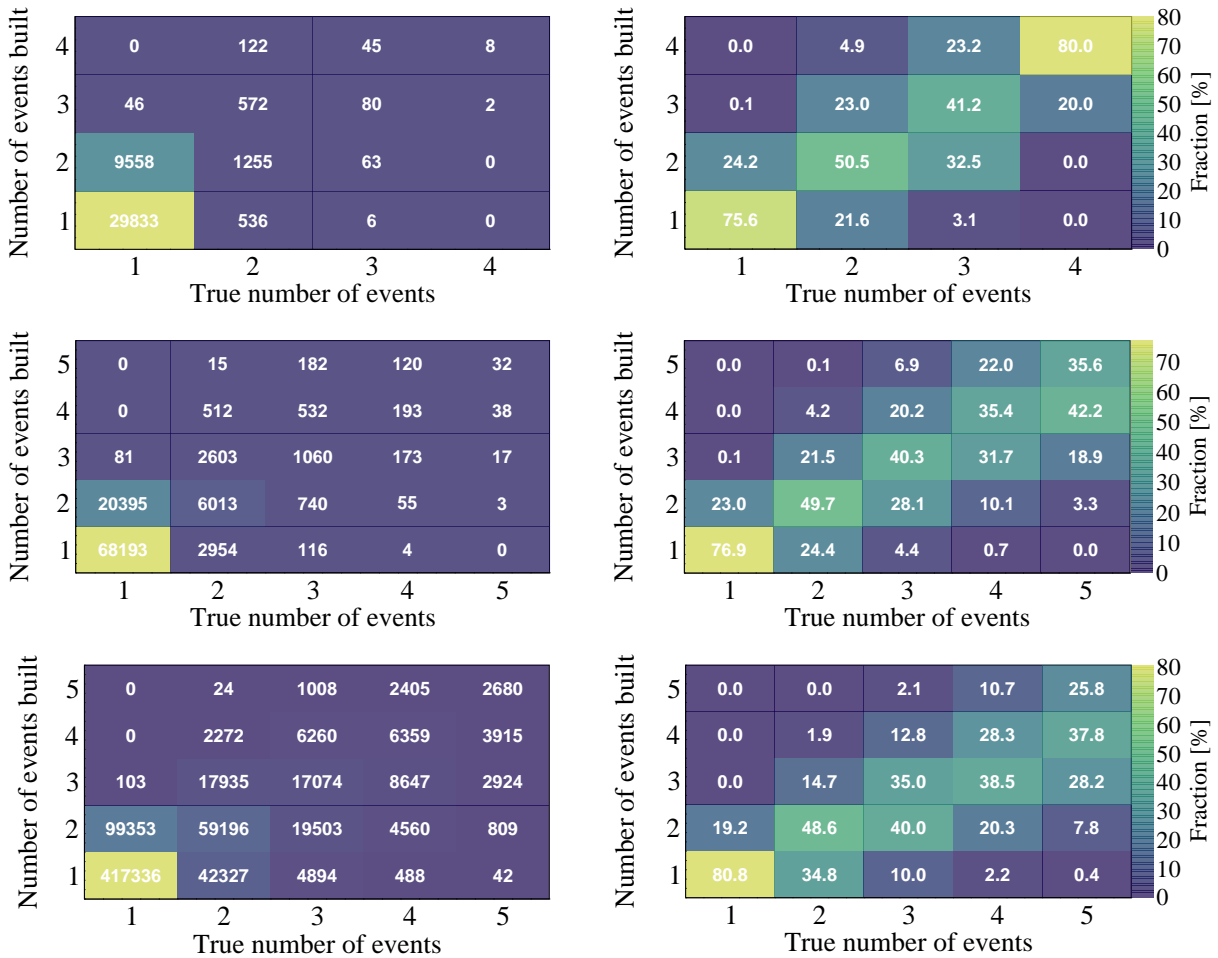 Number of events built
4 0 122 45 8
3 46 572 80 2
2 9558 1255 63 0
1 29833 536 6 0
1 2 3 4
True number of events
Number of events built
4 0.0 4.9 23.2 80.0
3 0.1 23.0 41.2 20.0
2 24.2 50.5 32.5 0.0
1 75.6 21.6 3.1 0.0
1 2 3 4
True number of events
80
70
60
50
40
30
20
10
0
Fraction [%]
Number of events built
5 0 15 182 120 32
4 0 512 532 193 38
3 81 2603 1060 173 17
2 20395 6013 740 55 3
1 68193 2954 116 4 0
1 2 3 4 5
True number of events
Number of events built
5 0.0 0.1 6.9 22.0 35.6
4 0.0 4.2 20.2 35.4 42.2
3 0.1 21.5 40.3 31.7 18.9
2 23.0 49.7 28.1 10.1 3.3
1 76.9 24.4 4.4 0.7 0.0
1 2 3 4 5
True number of events
70
60
50
40
30
20
10
0
Fraction [%]
Number of events built
5 0 24 1008 2405 2680
4 0 2272 6260 6359 3915
3 103 17935 17074 8647 2924
2 99353 59196 19503 4560 809
1 417336 42327 4894 488 42
1 2 3 4 5
True number of events
Number of events built
5 0.0 0.0 2.1 10.7 25.8
4 0.0 1.9 12.8 28.3 37.8
3 0.0 14.7 35.0 38.5 28.2
2 19.2 48.6 40.0 20.3 7.8
1 80.8 34.8 10.0 2.2 0.4
1 2 3 4 5
True number of events
80
70
60
50
40
30
20
10
0
Fraction [%]